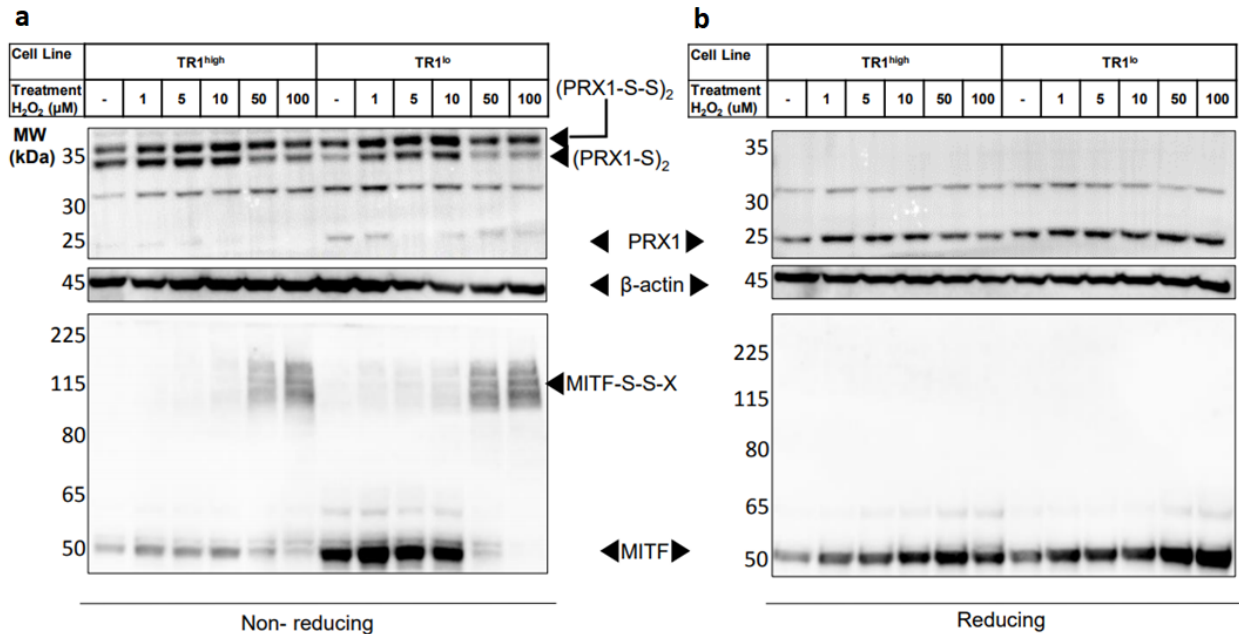 a
Cell Line TR1high TR1lo
Treatment H2O2 (µM) - 1 5 10 50 100 - 1 5 10 50 100
MW
(kDa)
35
30
25
45
225
115
80
65
50
Non- reducing
(PRX1-S-S)2
(PRX1-S)2
PRX1
β-actin
MITF-S-S-X
MITF
b
Cell Line TR1high TR1lo
Treatment H2O2 (µM) - 1 5 10 50 100 - 1 5 10 50 100
35
30
25
45
225
115
80
65
50
Reducing